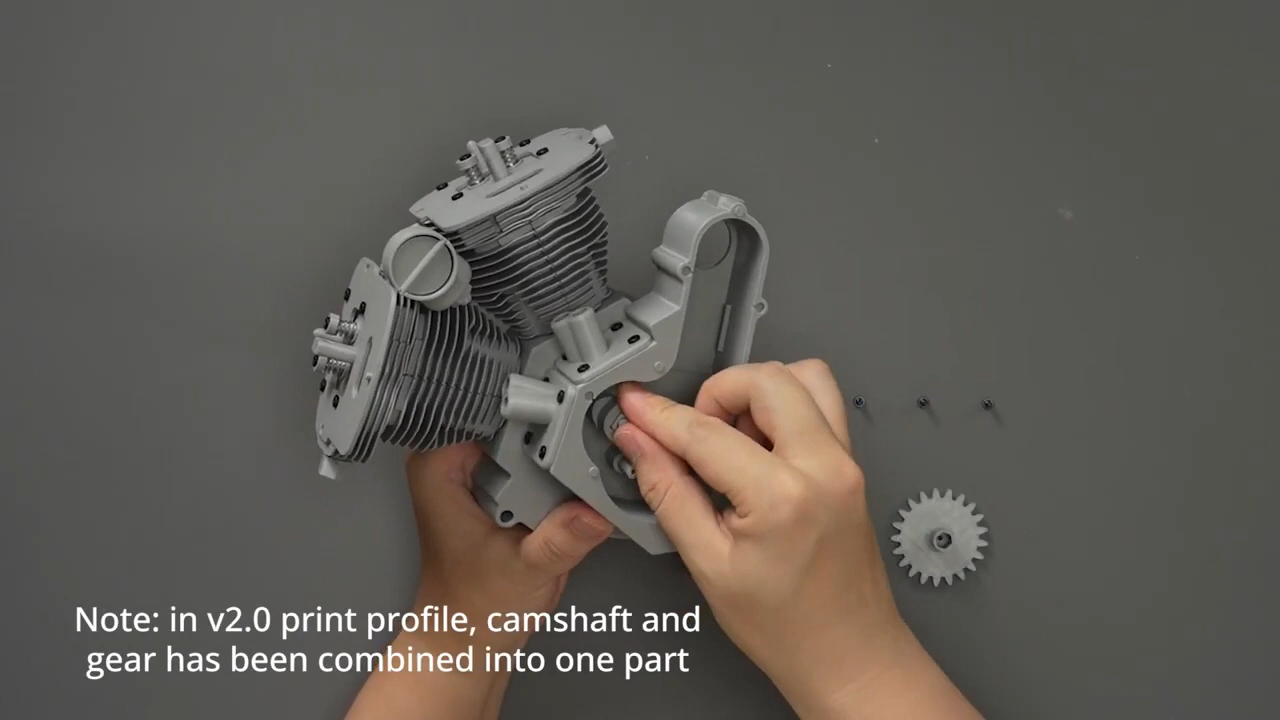 Note: in v2.0 print profile, camshaft and
gear has been combined into one part